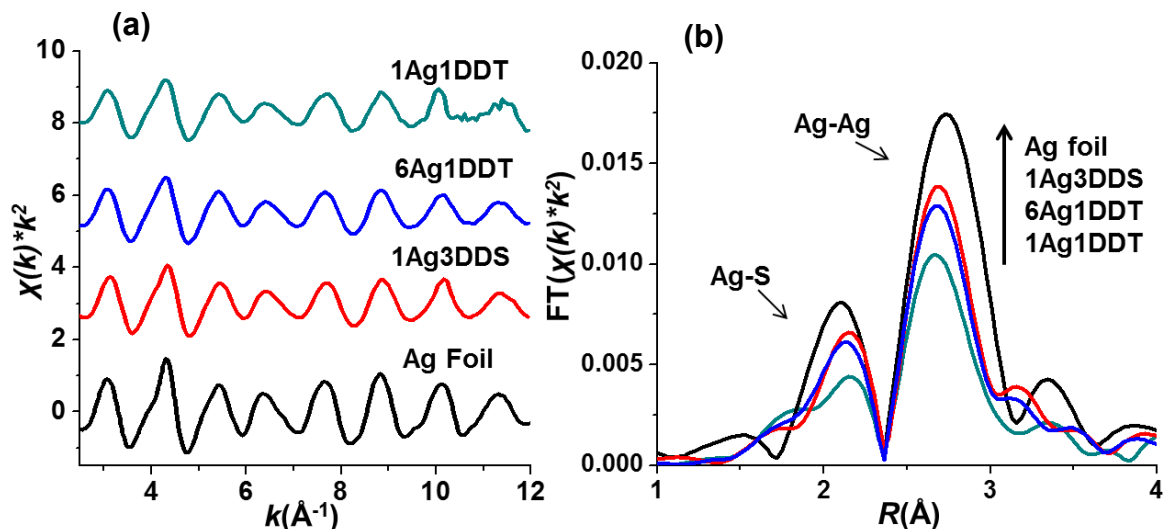 (a)
10
8
6
4
2
0
χ(k)*k²
1Ag1DDT
6Ag1DDT
1Ag3DDS
Ag Foil
4 6 8 10 12
k(Å⁻¹)
(b)
0.020
0.015
0.010
0.005
0.000
FT(χ(k)*k²)
Ag-Ag
Ag-S
Ag foil
1Ag3DDS
6Ag1DDT
1Ag1DDT
1 2 3 4
R(Å)